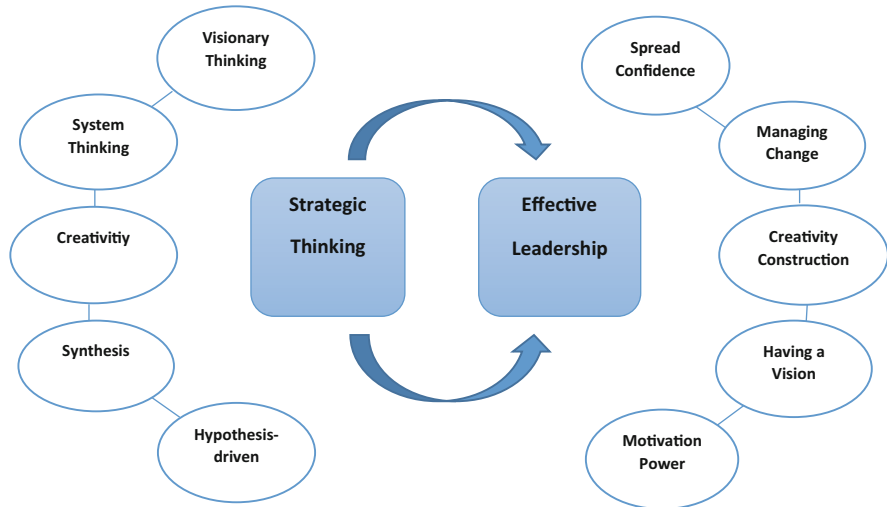 Visionary
Thinking
System
Thinking
Creativitiy
Synthesis
Hypothesis-
driven
Strategic
Thinking
Effective
Leadership
Spread
Confidence
Managing
Change
Creativity
Construction
Having a
Vision
Motivation
Power